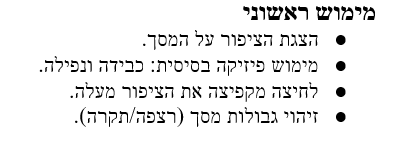 מימוש ראשוני
● הצגת הציפור על המסך.
● מימוש פיזיקה בסיסית: כבידה ונפילה.
● לחיצה מקפיצה את הציפור מעלה.
● זיהוי גבולות מסך (רצפה/תקרה).